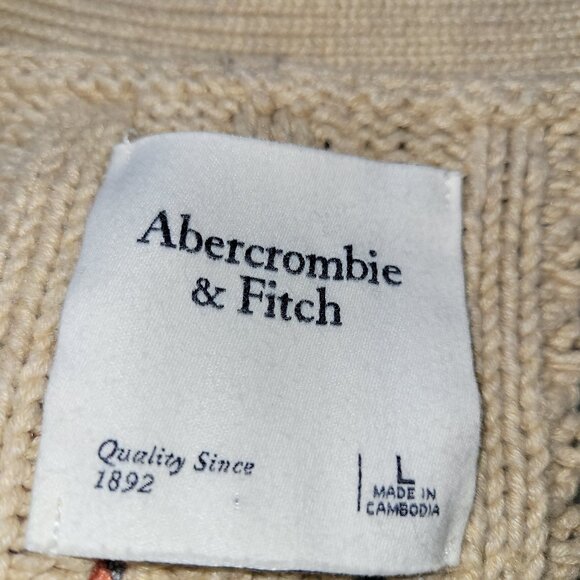 Abercrombie
& Fitch
Quality Since
1892
L
MADE IN
CAMBODIA